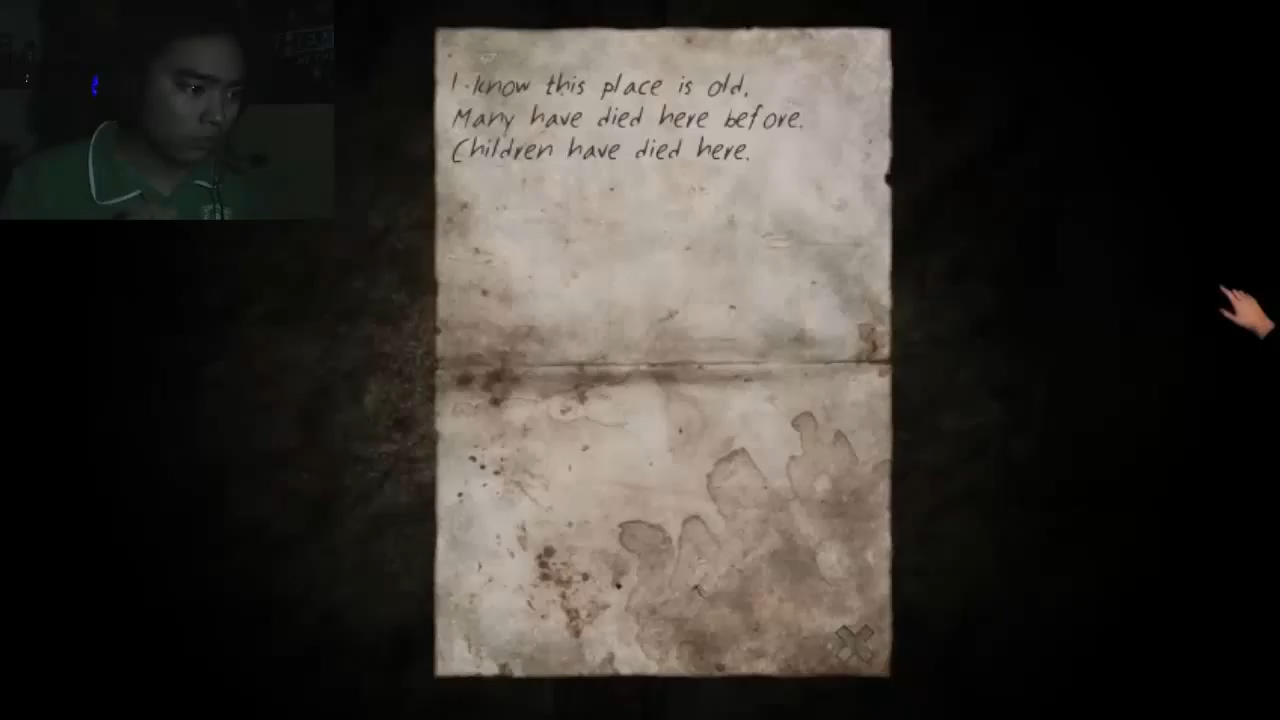 I know this place is old.
Many have died here before.
Children have died here.